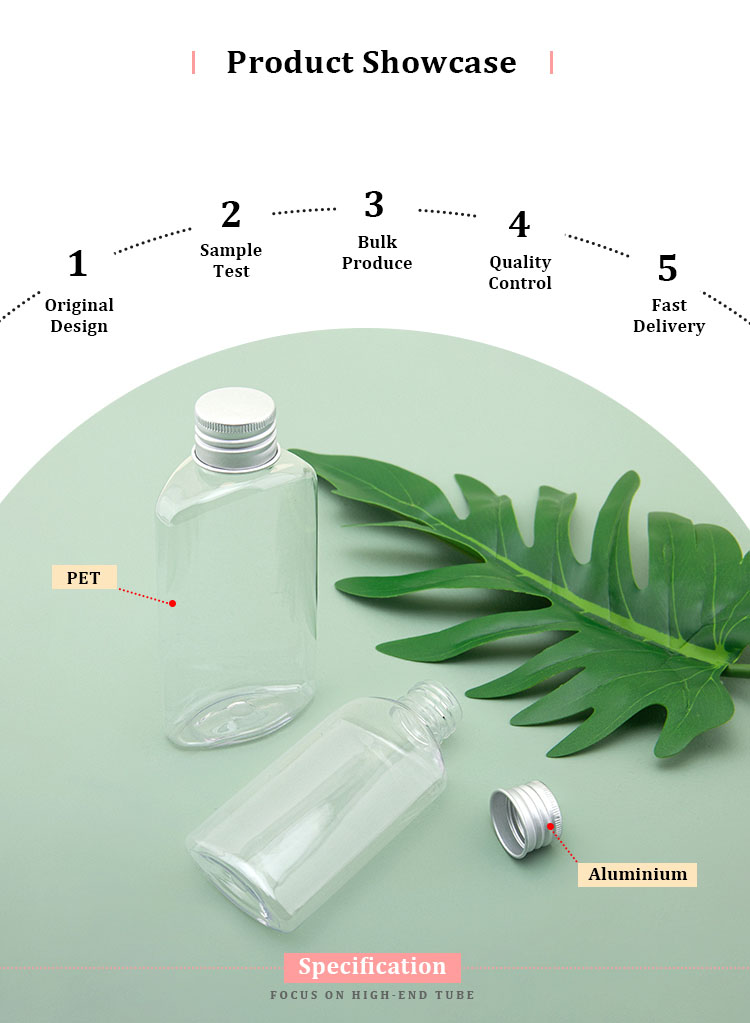 Product Showcase
1
Original
Design
2
Sample
Test
3
Bulk
Produce
4
Quality
Control
5
Fast
Delivery
PET
Aluminium
Specification
FOCUS ON HIGH-END TUBE